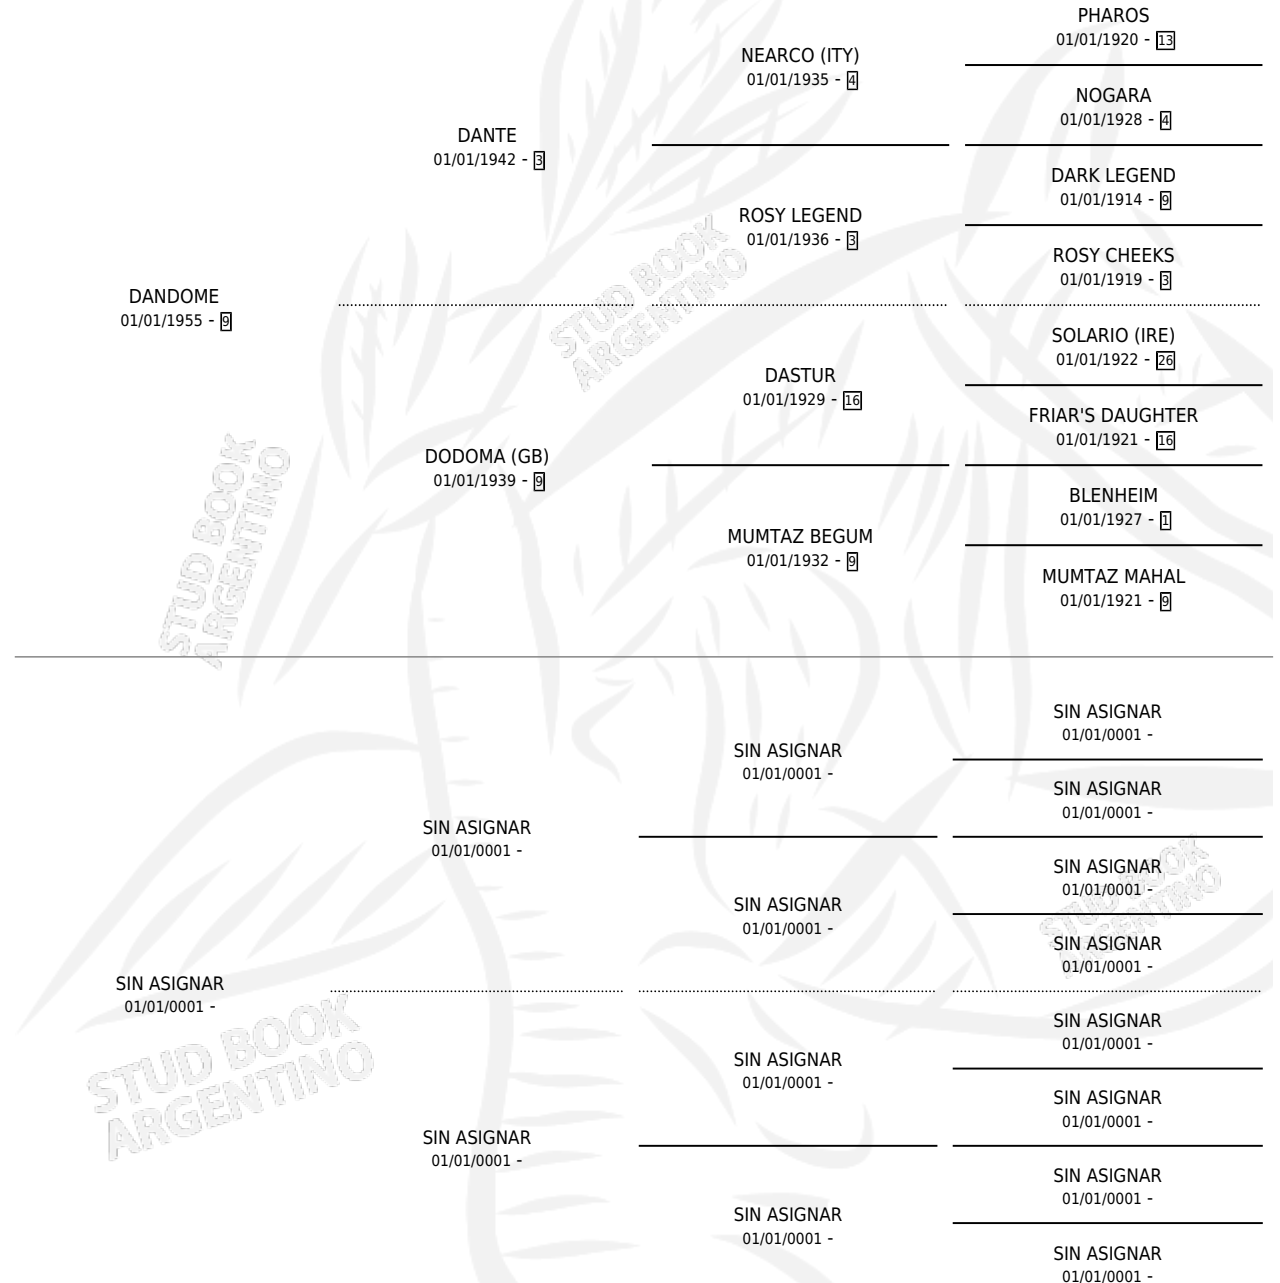 PHAROS
01/01/1920 - 13
NEARCO (ITY)
01/01/1935 - 4
NOGARA
01/01/1928 - 4
DANTE
01/01/1942 - 3
DARK LEGEND
01/01/1914 - 9
ROSY LEGEND
01/01/1936 - 3
ROSY CHEEKS
01/01/1919 - 3
DANDOME
01/01/1955 - 9
SOLARIO (IRE)
01/01/1922 - 26
DASTUR
01/01/1929 - 16
FRIAR'S DAUGHTER
01/01/1921 - 16
DODOMA (GB)
01/01/1939 - 9
BLENHEIM
01/01/1927 - 1
MUMTAZ BEGUM
01/01/1932 - 9
MUMTAZ MAHAL
01/01/1921 - 9
STUD BOOK
ARGENTINO
STUD BOOK
ARGENTINO
SIN ASIGNAR
01/01/0001 -
SIN ASIGNAR
01/01/0001 -
SIN ASIGNAR
01/01/0001 -
SIN ASIGNAR
01/01/0001 -
SIN ASIGNAR
01/01/0001 -
SIN ASIGNAR
01/01/0001 -
SIN ASIGNAR
01/01/0001 -
SIN ASIGNAR
01/01/0001 -
SIN ASIGNAR
01/01/0001 -
SIN ASIGNAR
01/01/0001 -
SIN ASIGNAR
01/01/0001 -
SIN ASIGNAR
01/01/0001 -
SIN ASIGNAR
01/01/0001 -
SIN ASIGNAR
01/01/0001 -
SIN ASIGNAR
01/01/0001 -
STUD BOOK
ARGENTINO
STUD BOOK
ARGENTINO